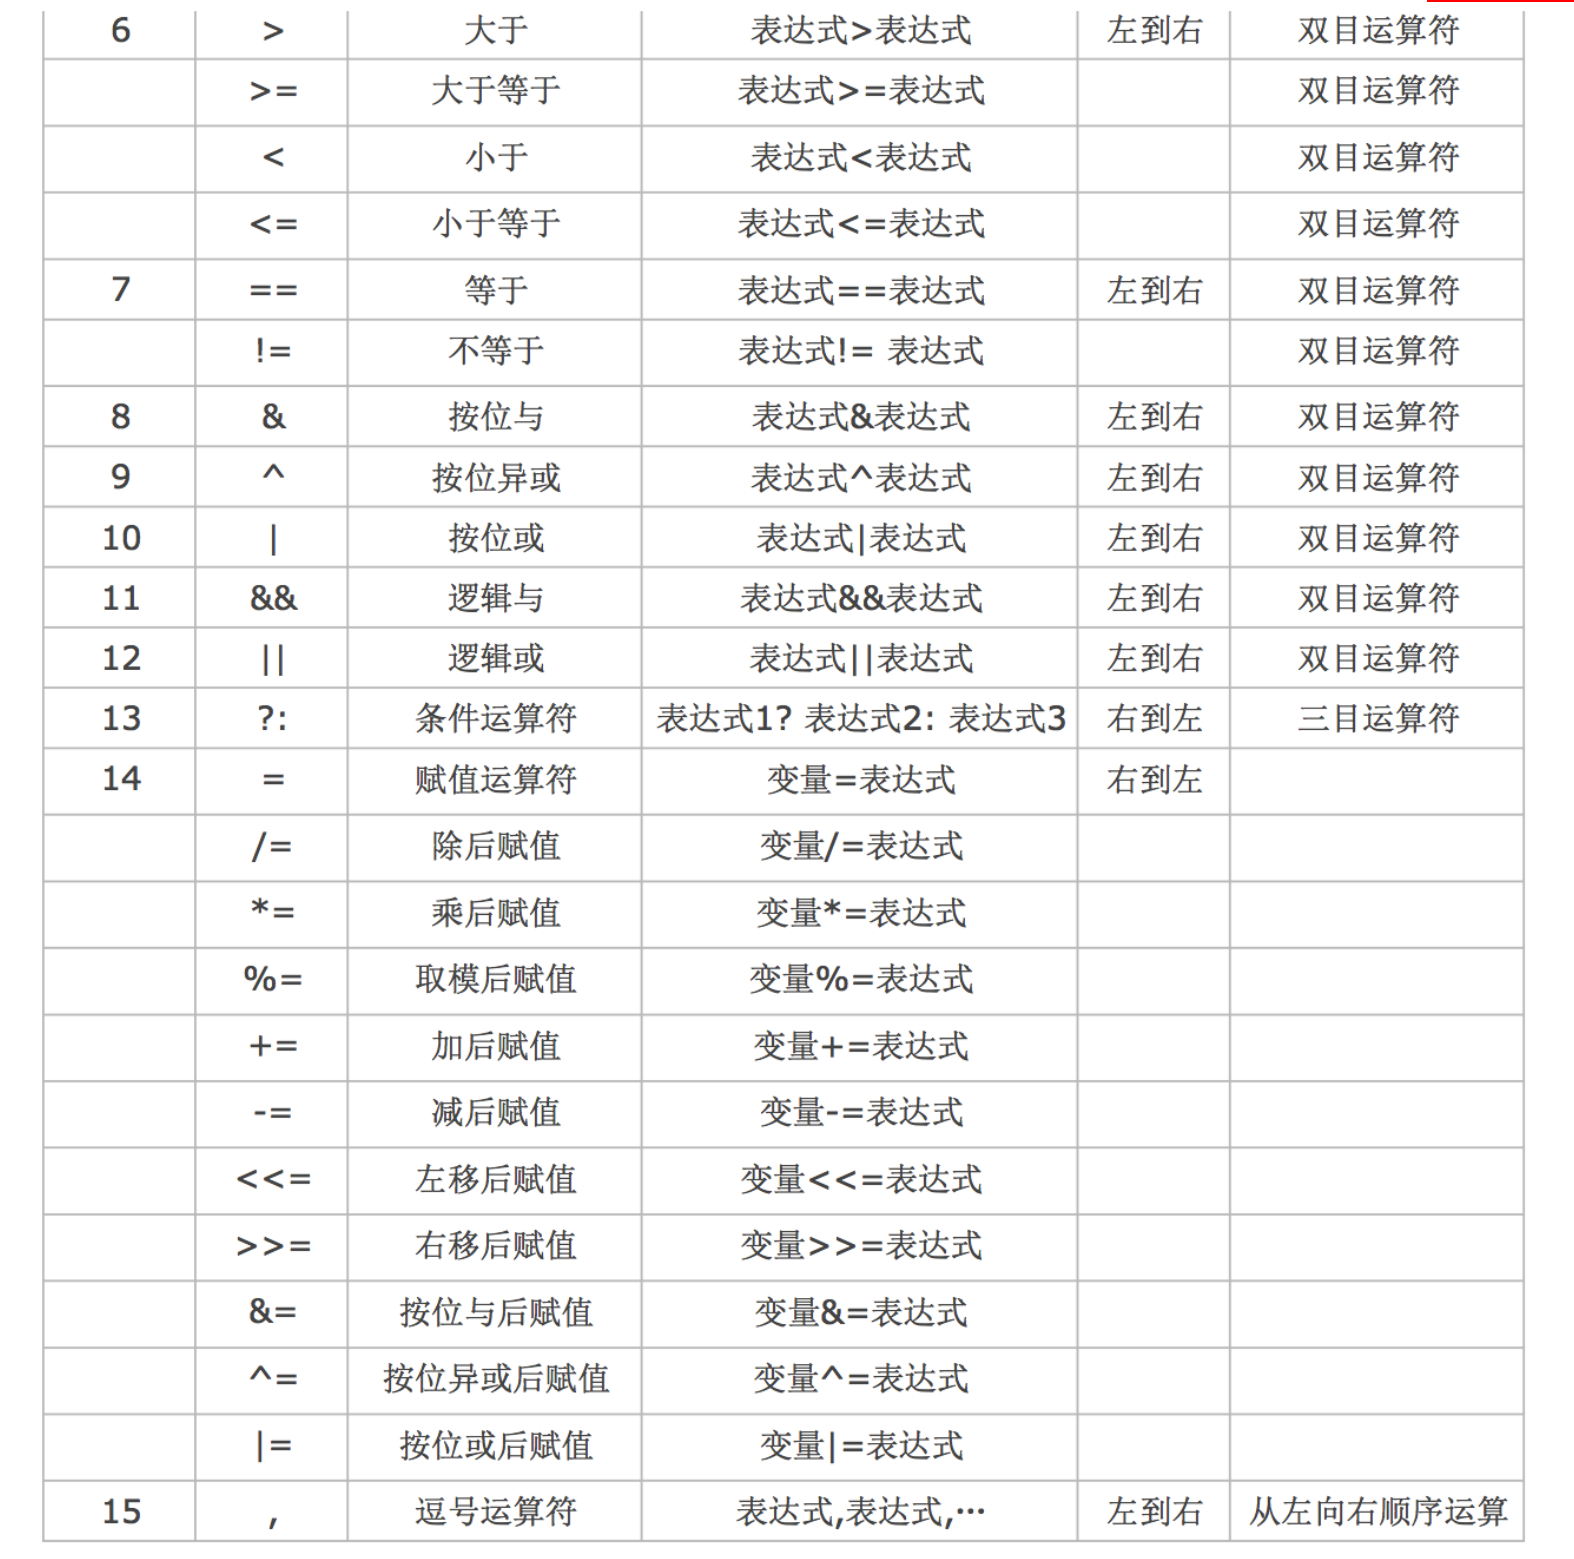 6 > 大于 表达式>表达式 左到右 双目运算符
>= 大于等于 表达式>=表达式 双目运算符
< 小于 表达式<表达式 双目运算符
<= 小于等于 表达式<=表达式 双目运算符
7 == 等于 表达式==表达式 左到右 双目运算符
!= 不等于 表达式!= 表达式 双目运算符
8 & 按位与 表达式&表达式 左到右 双目运算符
9 ^ 按位异或 表达式^表达式 左到右 双目运算符
10 | 按位或 表达式|表达式 左到右 双目运算符
11 && 逻辑与 表达式&&表达式 左到右 双目运算符
12 || 逻辑或 表达式||表达式 左到右 双目运算符
13 ?: 条件运算符 表达式1? 表达式2: 表达式3 右到左 三目运算符
14 = 赋值运算符 变量=表达式 右到左
/= 除后赋值 变量/=表达式
*= 乘后赋值 变量*=表达式
%= 取模后赋值 变量%=表达式
+= 加后赋值 变量+=表达式
-= 减后赋值 变量-=表达式
<<= 左移后赋值 变量<<=表达式
>>= 右移后赋值 变量>>=表达式
&= 按位与后赋值 变量&=表达式
^= 按位异或后赋值 变量^=表达式
|= 按位或后赋值 变量|=表达式
15 , 逗号运算符 表达式,表达式,… 左到右 从左向右顺序运算